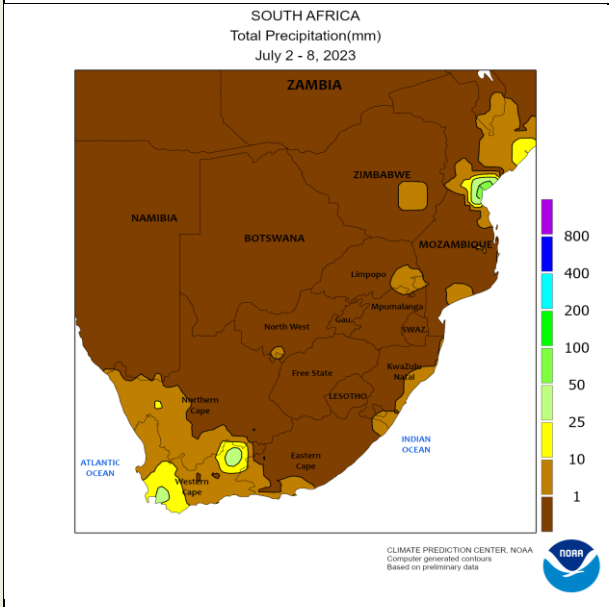 SOUTH AFRICA
Total Precipitation(mm)
July 2 - 8, 2023
ZAMBIA
ZIMBABWE
NAMIBIA
BOTSWANA
MOZAMBIQUE
Limpopo
Mpumalanga
North West
Gau.
SWAZ.
Free State
KwaZulu
Natal
LESOTHO
Northern
Cape
Eastern
Cape
Western
Cape
ATLANTIC
OCEAN
INDIAN
OCEAN
800
400
200
100
50
25
10
1
CLIMATE PREDICTION CENTER, NOAA
Computer generated contours
Based on preliminary data
NOAA